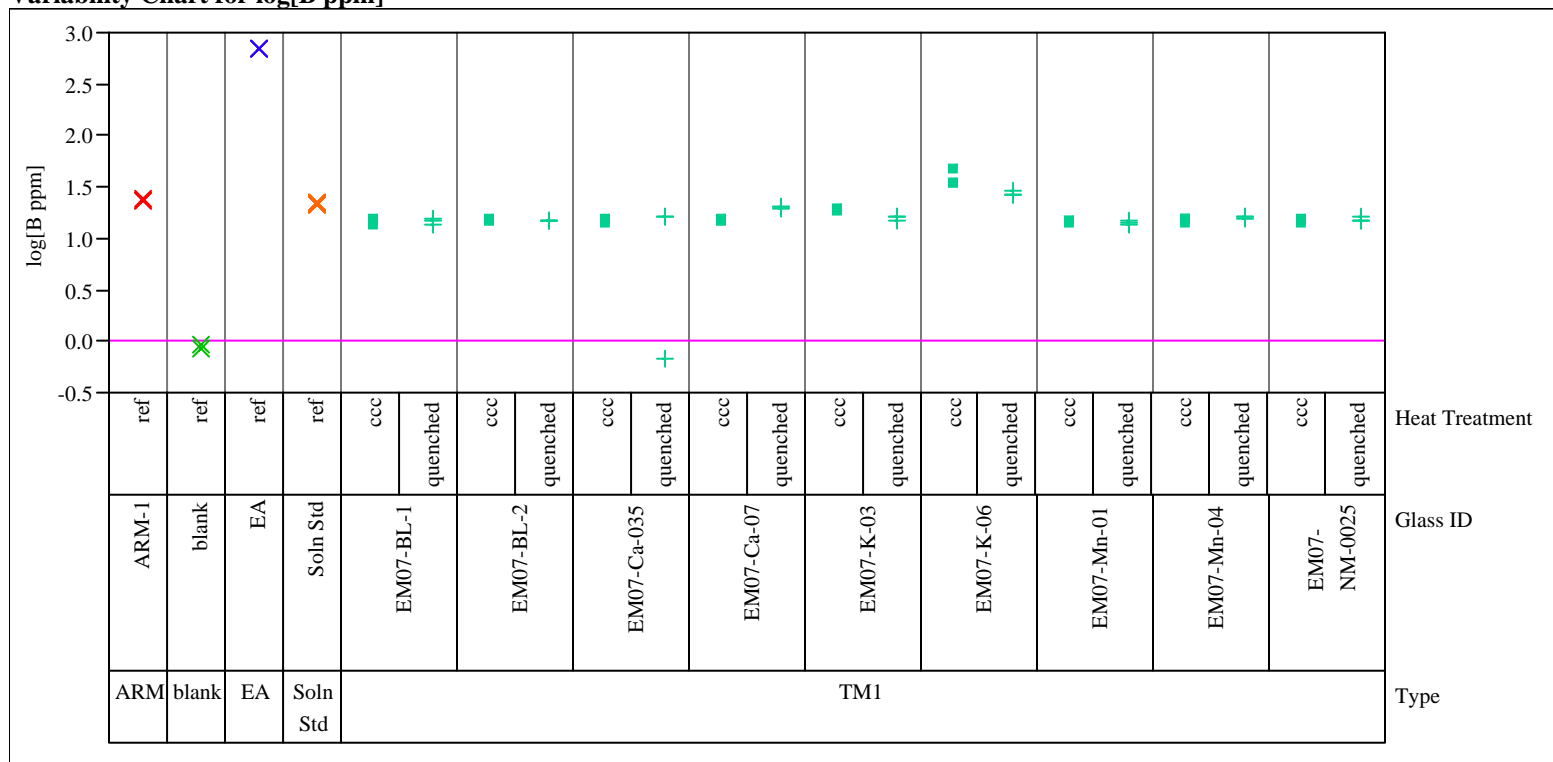 Variability Chart for log[B ppm]
log[B ppm]
3.0
2.5
2.0
1.5
1.0
0.5
0.0
-0.5
ref
ref
ref
ref
ccc
quenched
ccc
quenched
ccc
quenched
ccc
quenched
ccc
quenched
ccc
quenched
ccc
quenched
ccc
quenched
ccc
quenched
Heat Treatment
ARM-1
blank
EA
Soln Std
EM07-BL-1
EM07-BL-2
EM07-Ca-035
EM07-Ca-07
EM07-K-03
EM07-K-06
EM07-Mn-01
EM07-Mn-04
EM07-
NM-0025
Glass ID
ARM
blank
EA
Soln
Std
TM1
Type